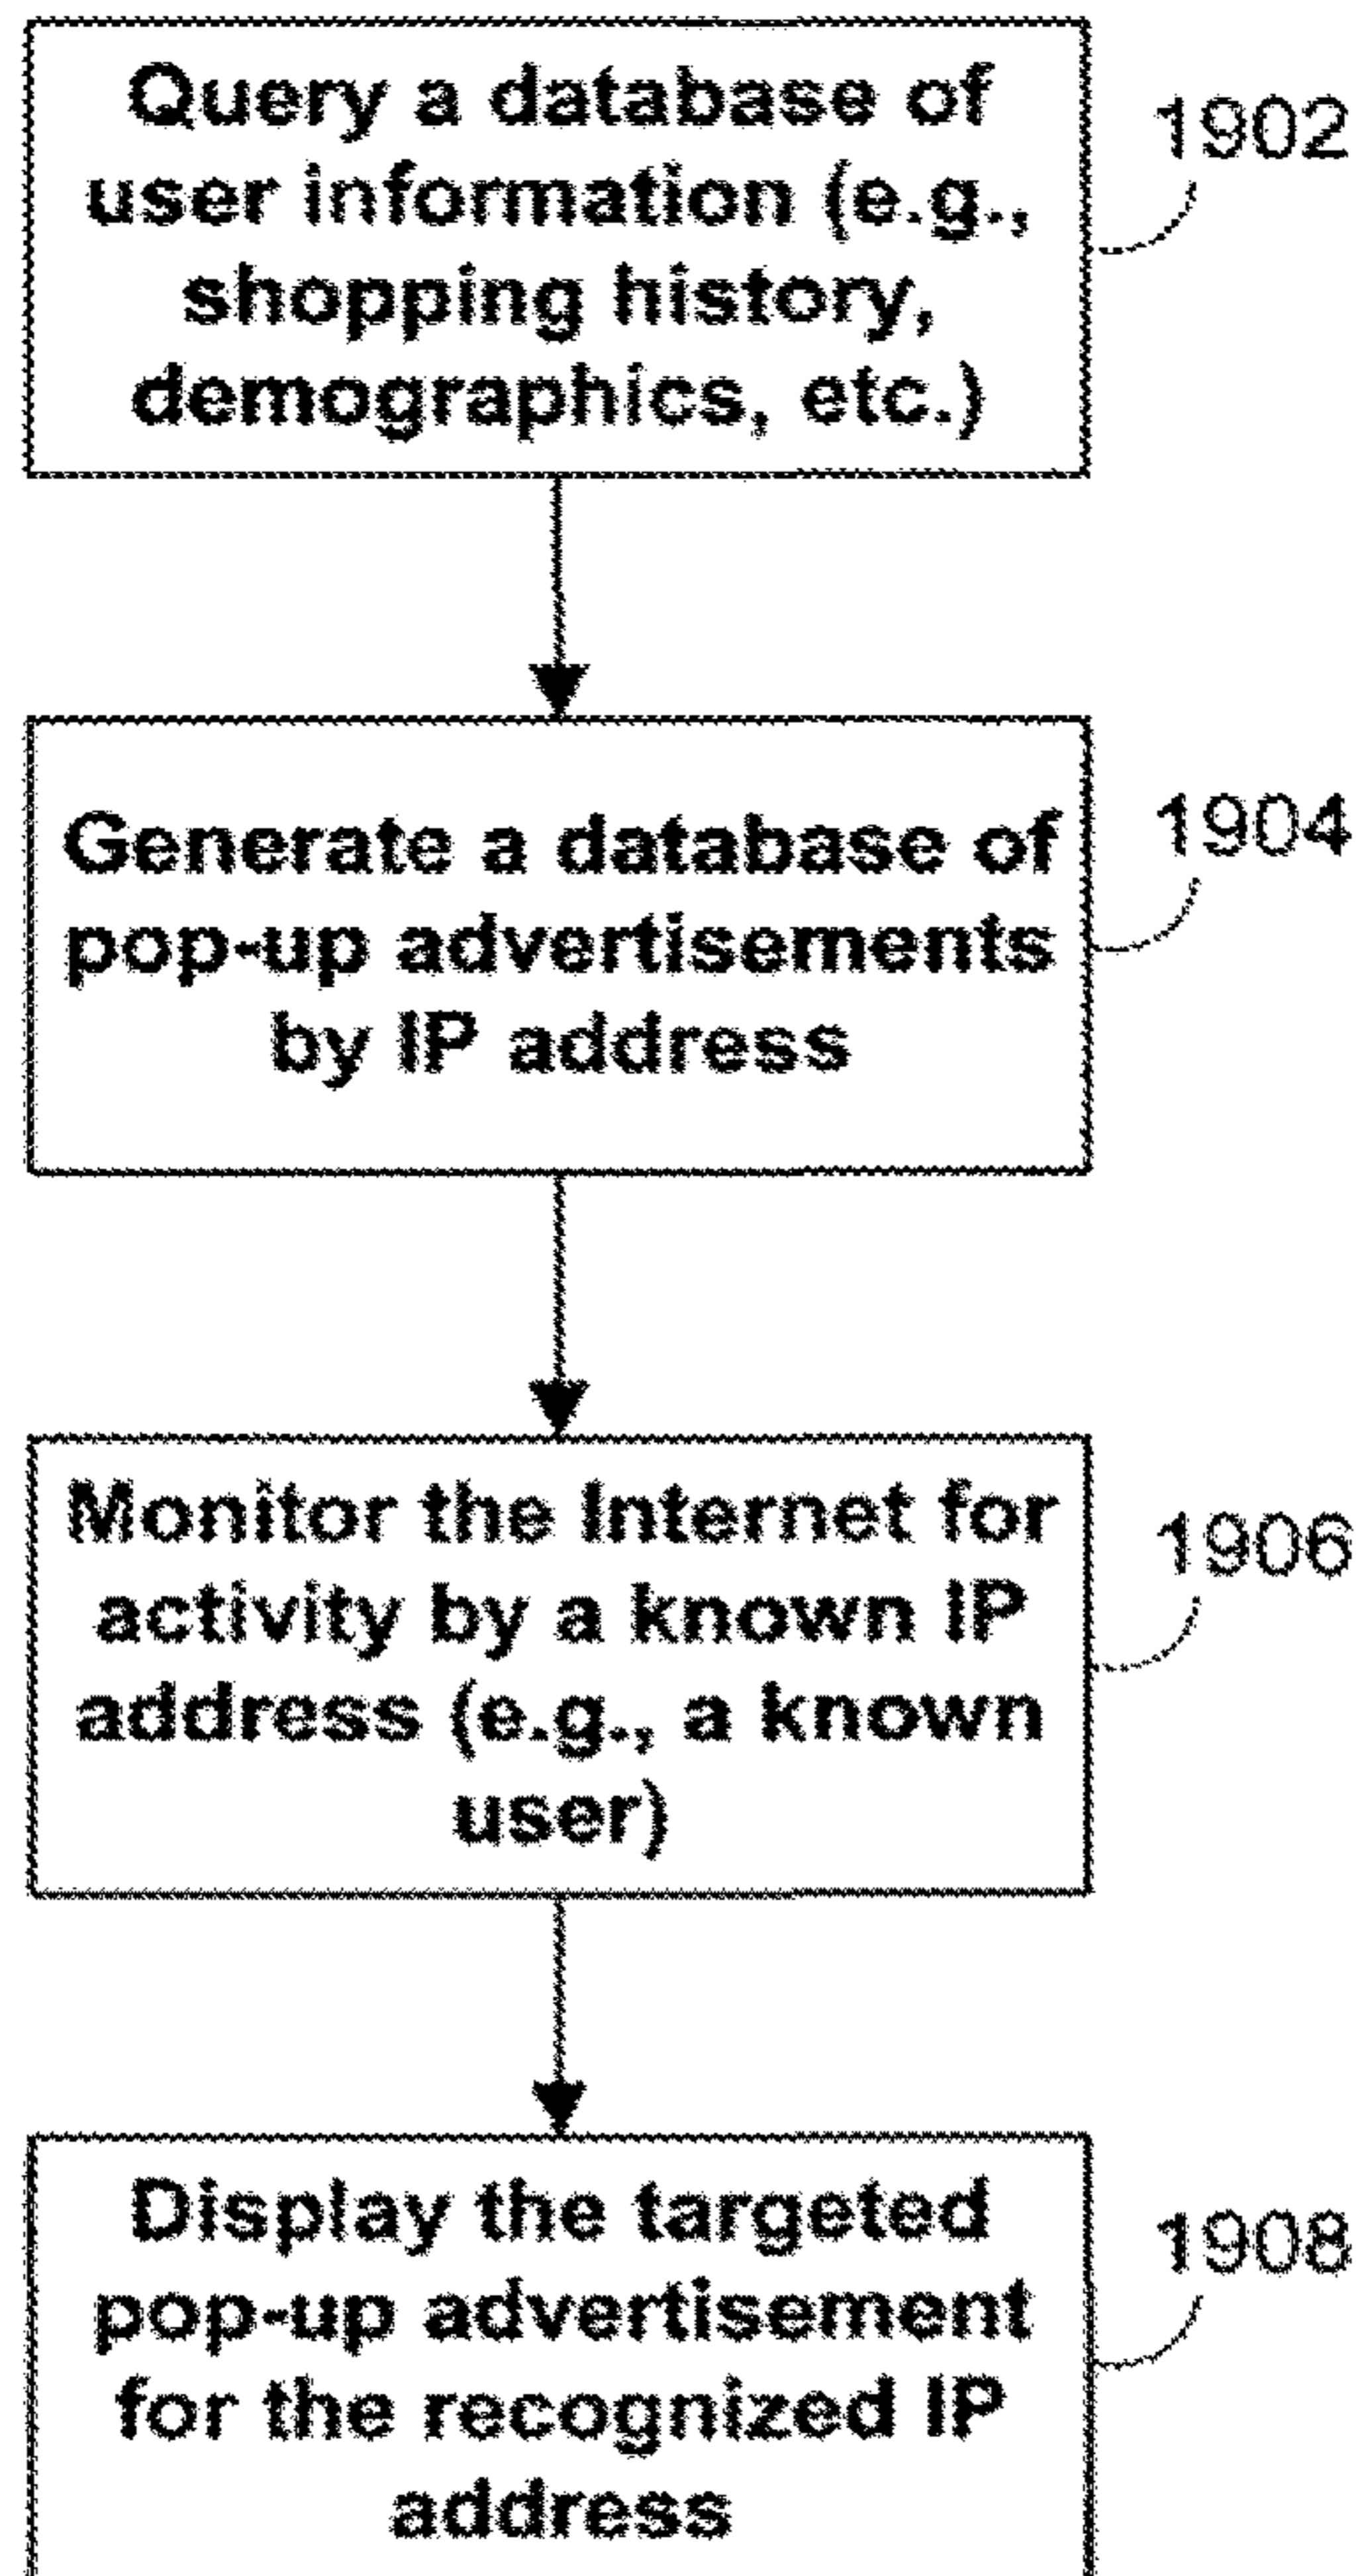 Query a database of
user information (e.g.,
shopping history,
demographics, etc.)
1902
Generate a database of
pop-up advertisements
by IP address
1904
Monitor the Internet for
activity by a known IP
address (e.g., a known
user)
1906
Display the targeted
pop-up advertisement
for the recognized IP
address
1908